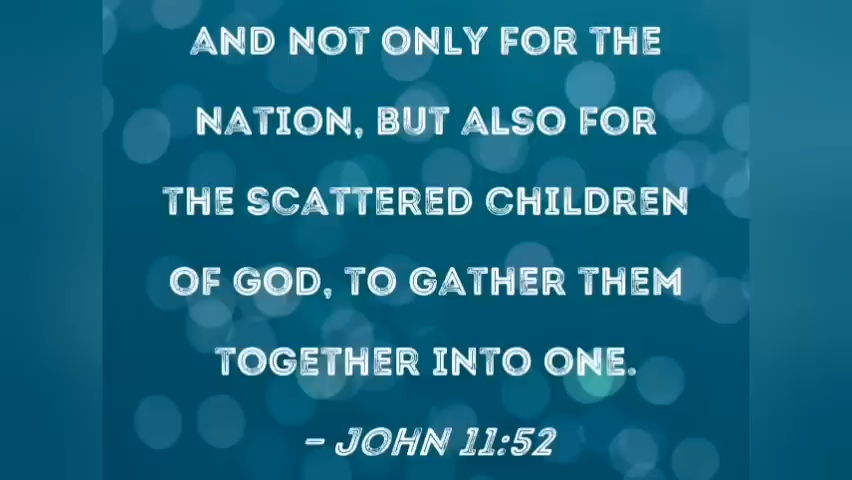 AND NOT ONLY FOR THE
NATION, BUT ALSO FOR
THE SCATTERED CHILDREN
OF GOD, TO GATHER THEM
TOGETHER INTO ONE.
- JOHN 11:52